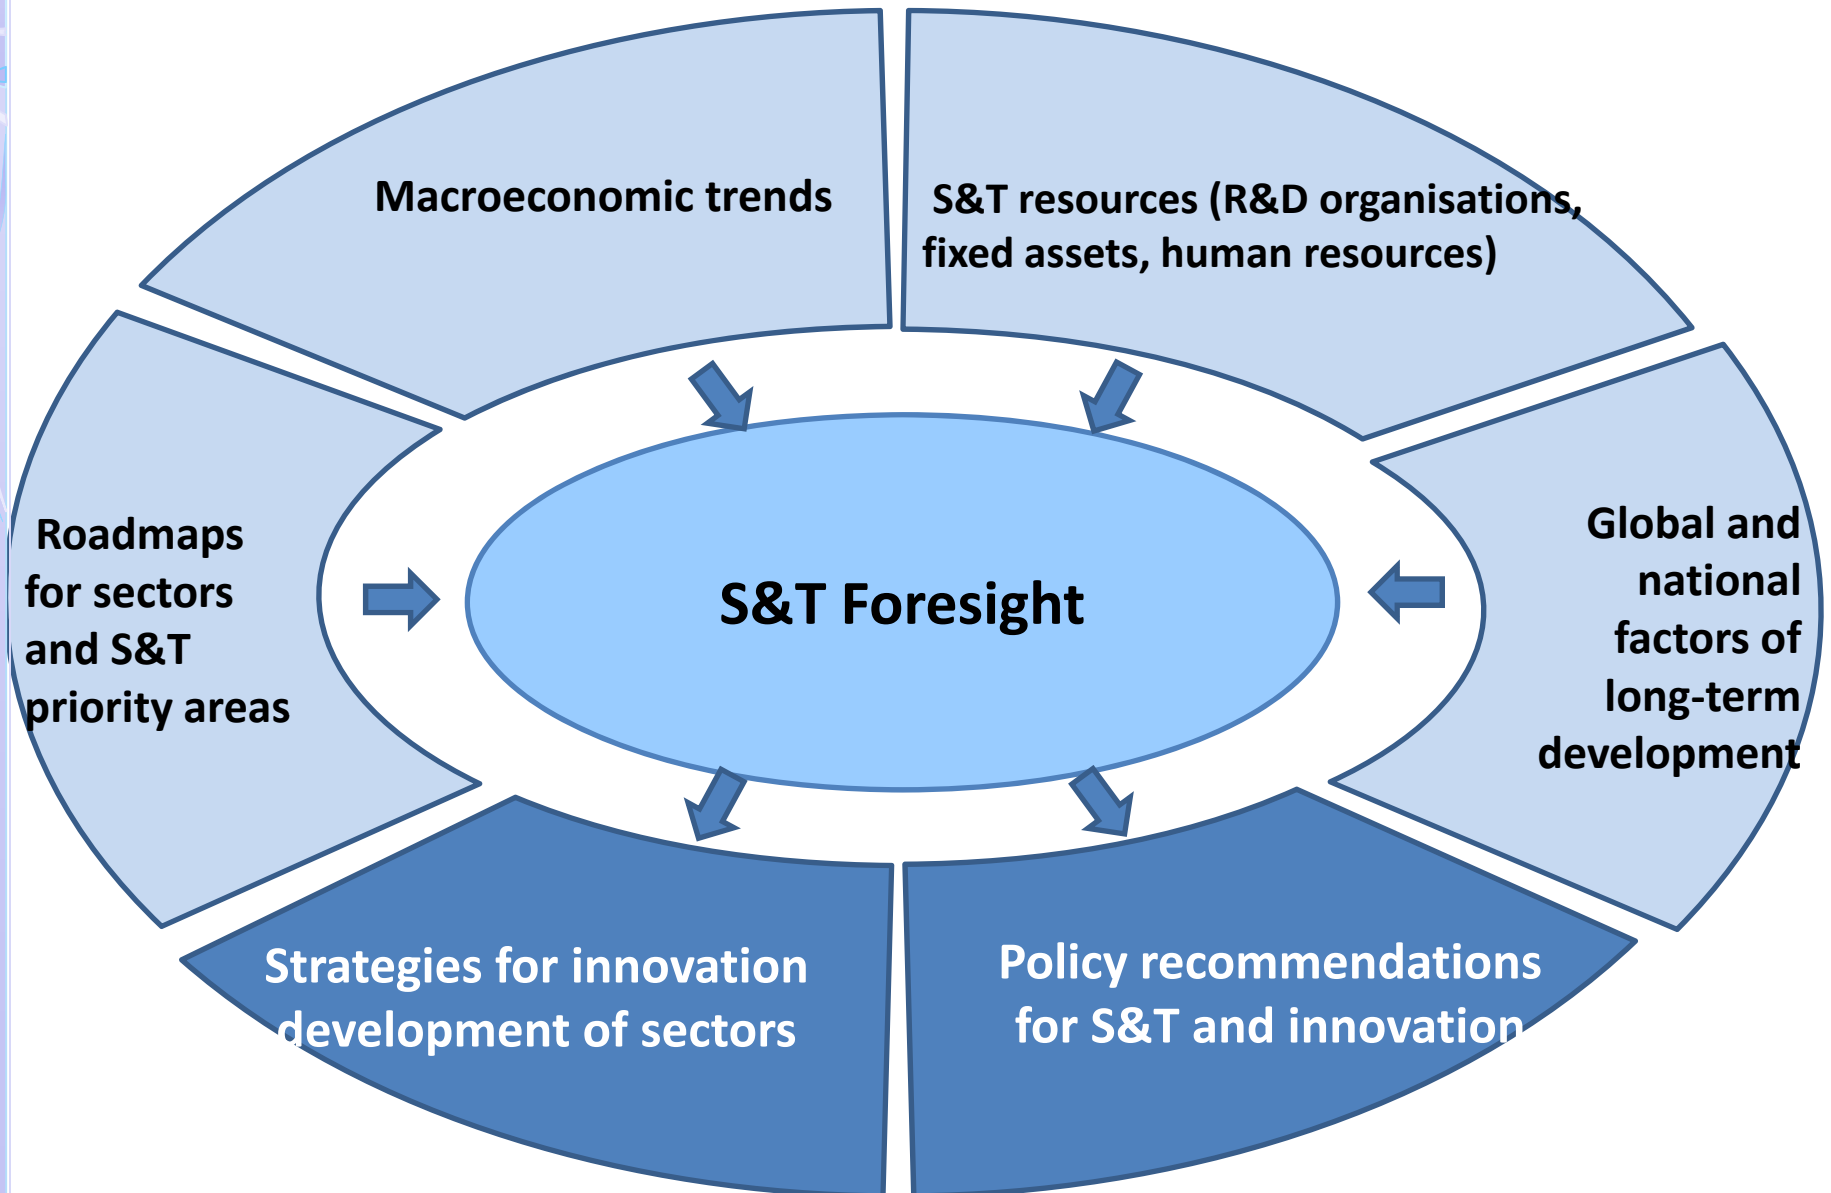 Macroeconomic trends
S&T resources (R&D organisations,
fixed assets, human resources)
Roadmaps
for sectors
and S&T
priority areas
S&T Foresight
Global and
national
factors of
long-term
development
Strategies for innovation
development of sectors
Policy recommendations
for S&T and innovation